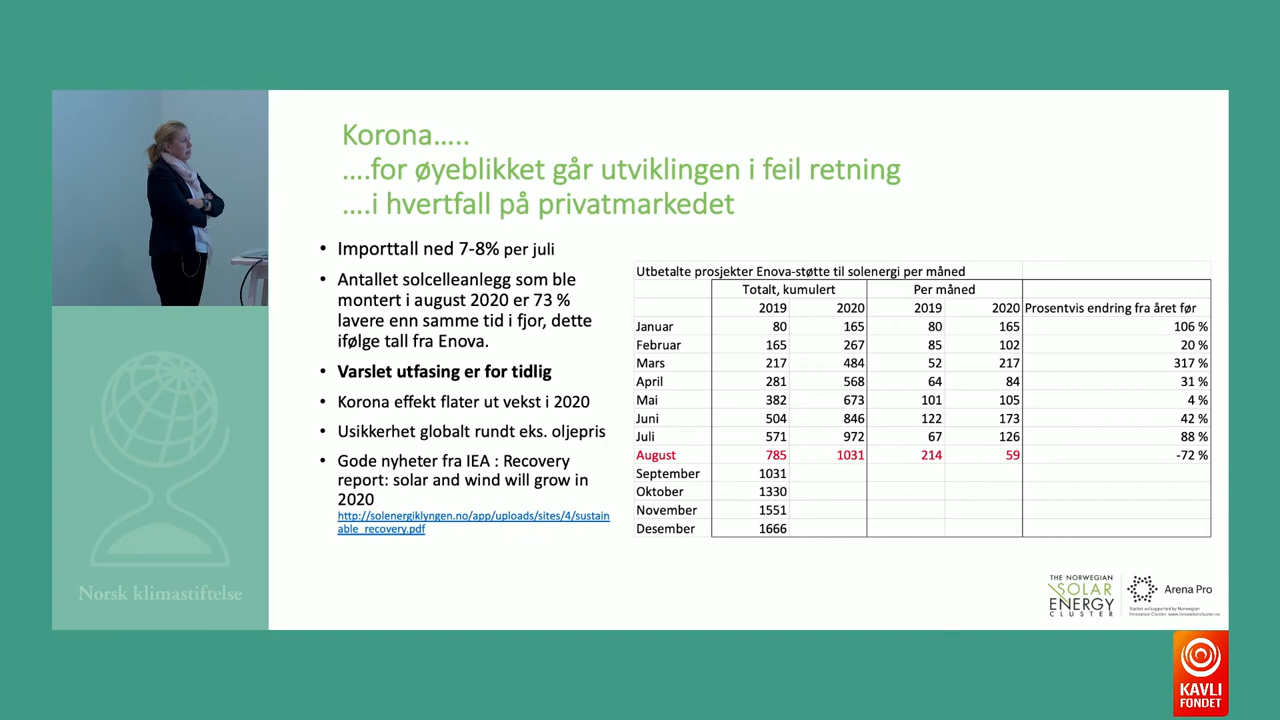 Korona.....
....for øyeblikket går utviklingen i feil retning
....i hvertfall på privatmarkedet
• Importtall ned 7-8% per juli
• Antallet solcelleanlegg som ble
montert i august 2020 er 73 %
lavere enn samme tid i fjor, dette
ifølge tall fra Enova.
• Varslet utfasing er for tidlig
• Korona effekt flater ut vekst i 2020
• Usikkerhet globalt rundt eks. oljepris
• Gode nyheter fra IEA : Recovery
report: solar and wind will grow in
2020
http://solenergiklyngen.no/app/uploads/sites/4/sustain
able_recovery.pdf
Utbetalte prosjekter Enova-støtte til solenergi per måned
Totalt, kumulert Per måned
2019 2020 2019 2020 Prosentvis endring fra året før
Januar 80 165 80 165 106 %
Februar 165 267 85 102 20 %
Mars 217 484 52 217 317 %
April 281 568 64 84 31 %
Mai 382 673 101 105 4 %
Juni 504 846 122 173 42 %
Juli 571 972 67 126 88 %
August 785 1031 214 59 -72 %
September 1031
Oktober 1330
November 1551
Desember 1666
Norsk klimastiftelse
THE NORWEGIAN
SOLAR
ENERGY
CLUSTER
Arena Pro
KAVLI
FONDET